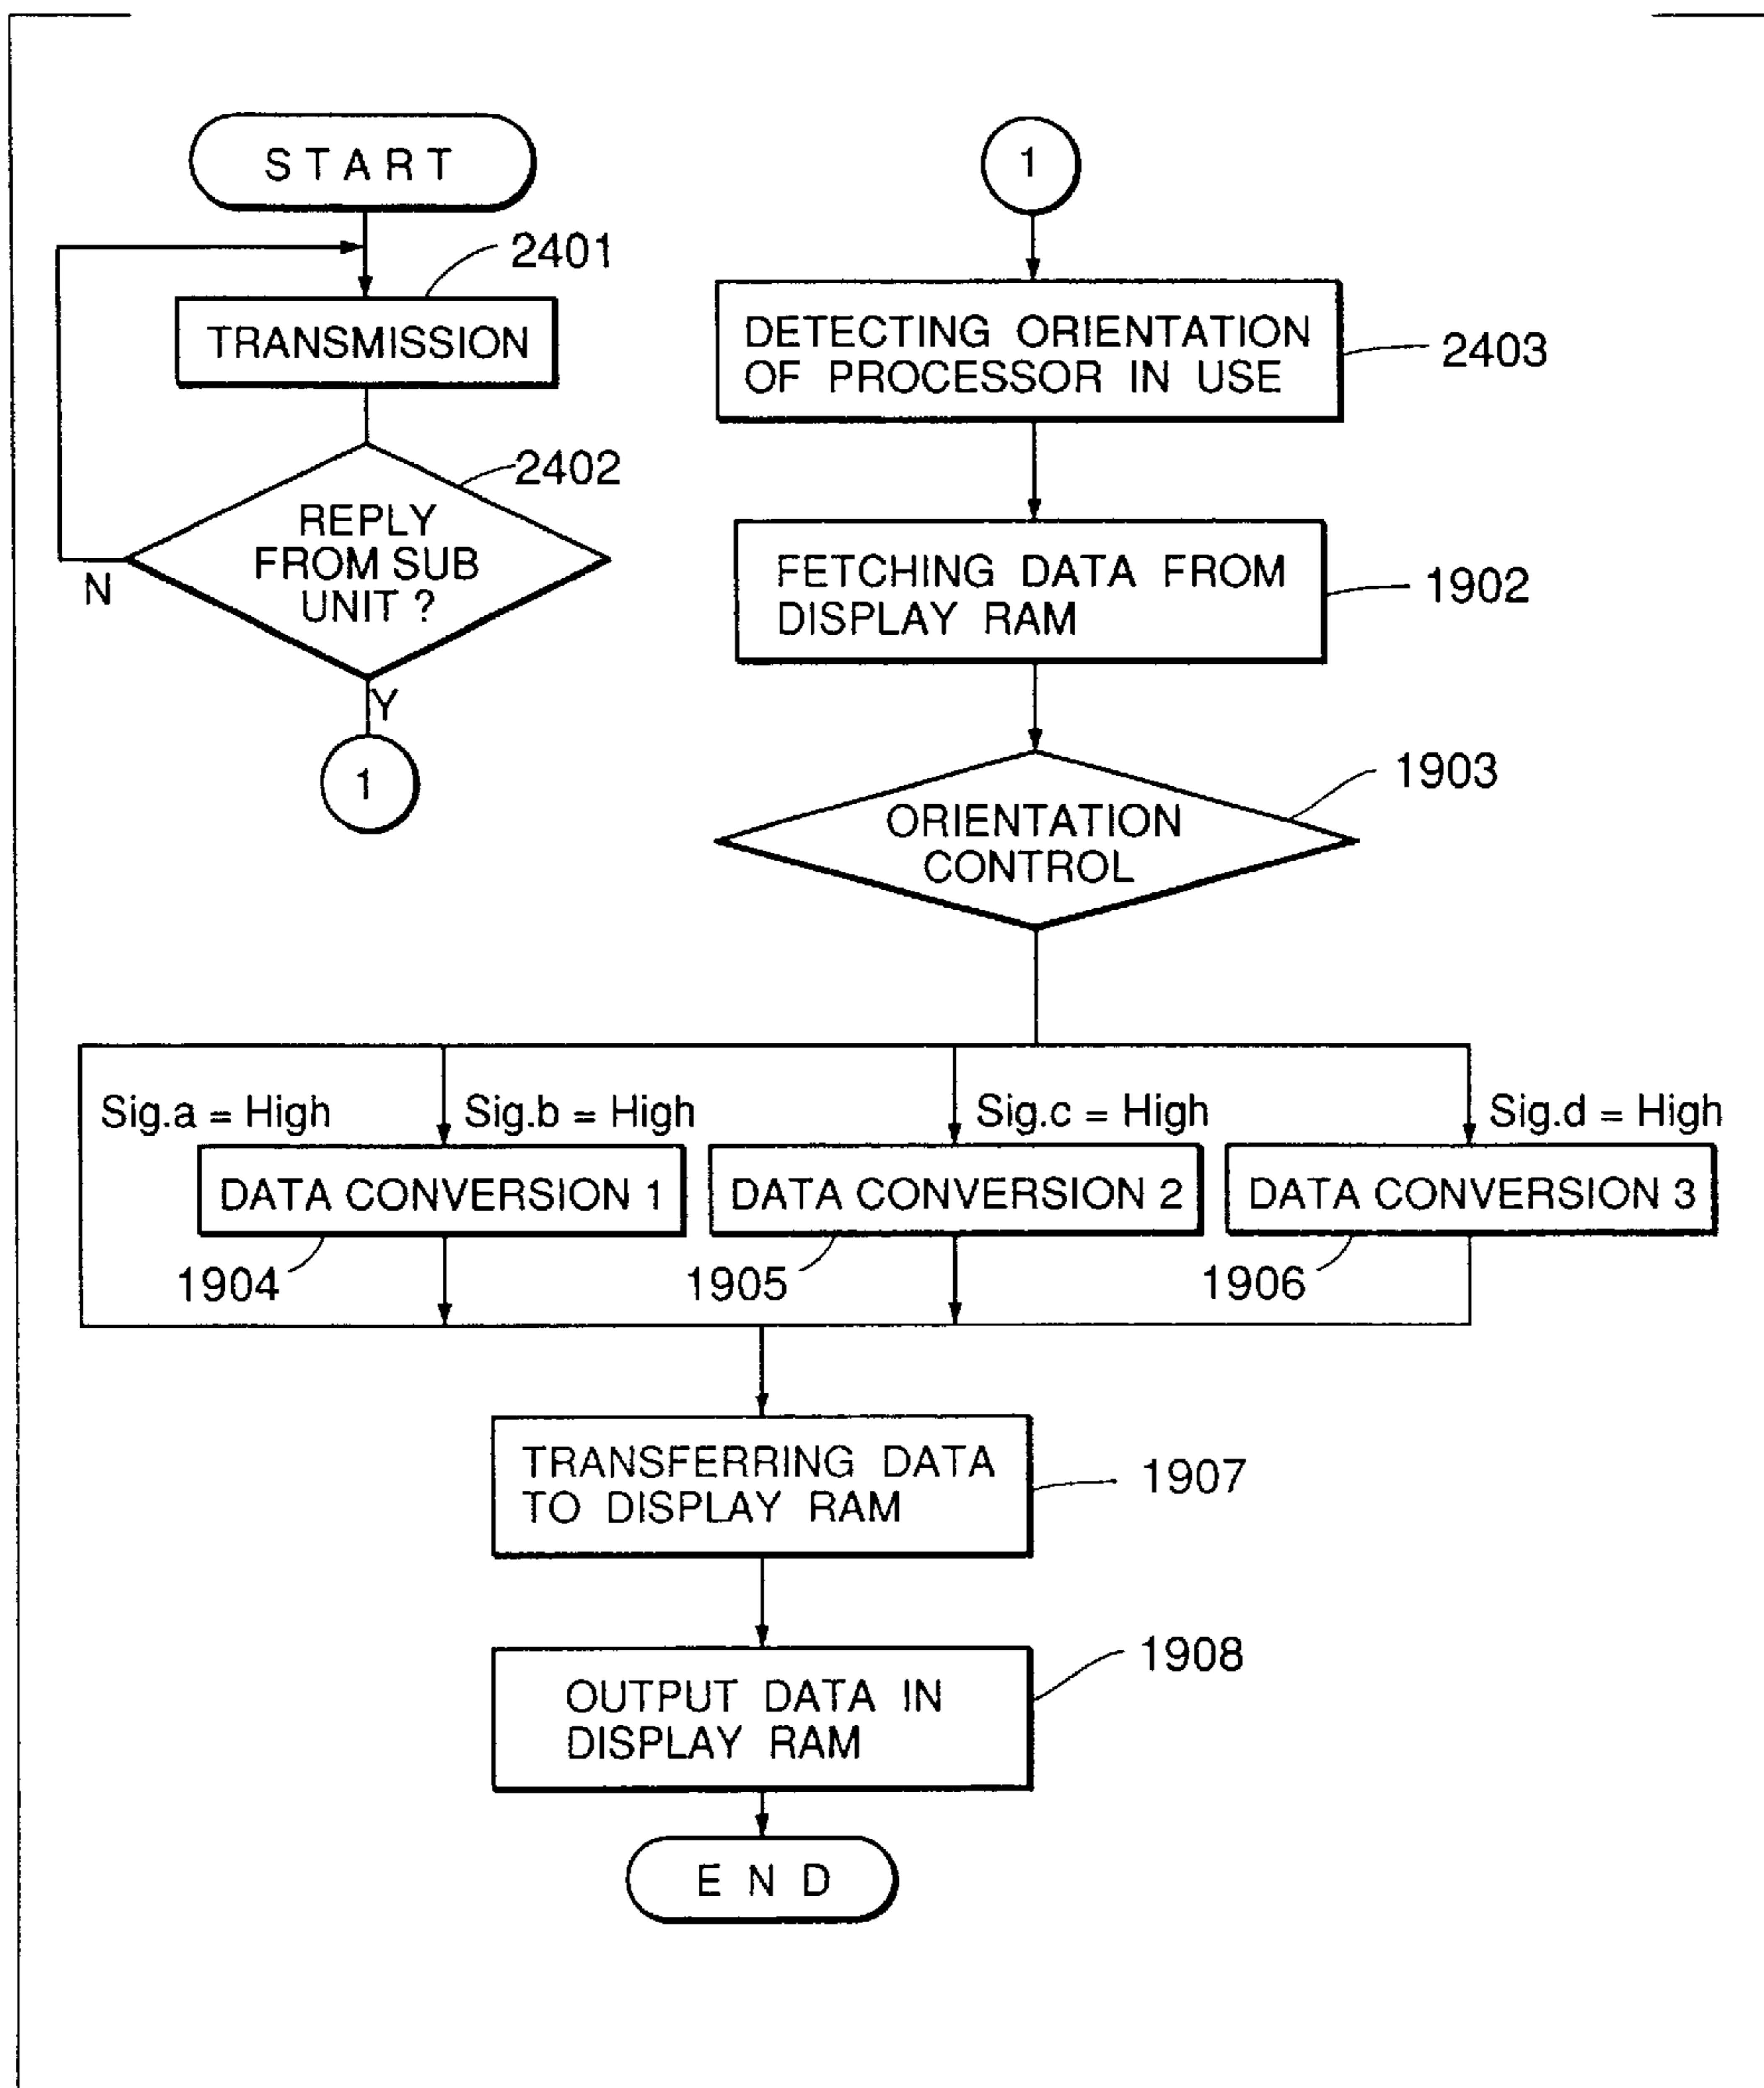 START
2401
TRANSMISSION
2402
REPLY
FROM SUB
UNIT ?
N
Y
1
1
DETECTING ORIENTATION
OF PROCESSOR IN USE
2403
FETCHING DATA FROM
DISPLAY RAM
1902
1903
ORIENTATION
CONTROL
Sig.a = High
Sig.b = High
Sig.c = High
Sig.d = High
DATA CONVERSION 1
DATA CONVERSION 2
DATA CONVERSION 3
1904
1905
1906
TRANSFERRING DATA
TO DISPLAY RAM
1907
1908
OUTPUT DATA IN
DISPLAY RAM
END